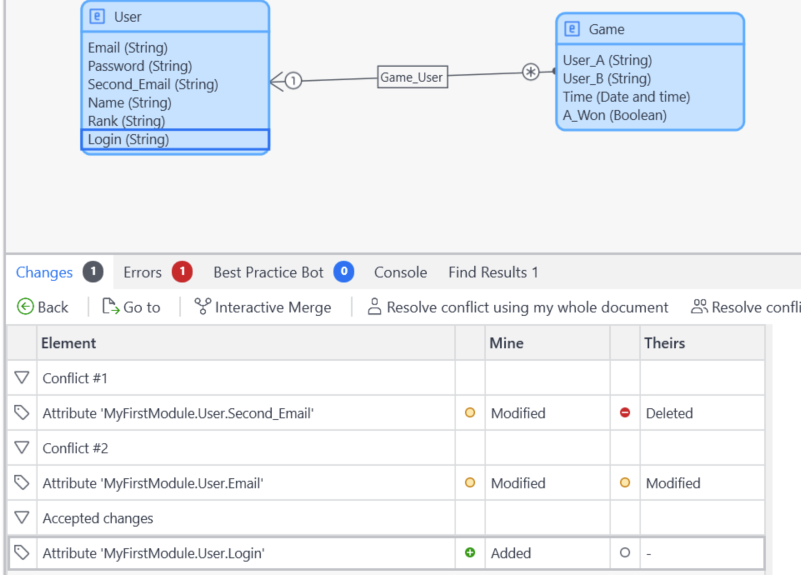 User
Email (String)
Password (String)
Second_Email (String)
Name (String)
Rank (String)
Login (String)
1
Game_User
*
Game
User_A (String)
User_B (String)
Time (Date and time)
A_Won (Boolean)
Changes 1 Errors 1 Best Practice Bot 0 Console Find Results 1
Back Go to Interactive Merge Resolve conflict using my whole document Resolve confli
Element Mine Theirs
Conflict #1
Attribute 'MyFirstModule.User.Second_Email' Modified Deleted
Conflict #2
Attribute 'MyFirstModule.User.Email' Modified Modified
Accepted changes
Attribute 'MyFirstModule.User.Login' Added -